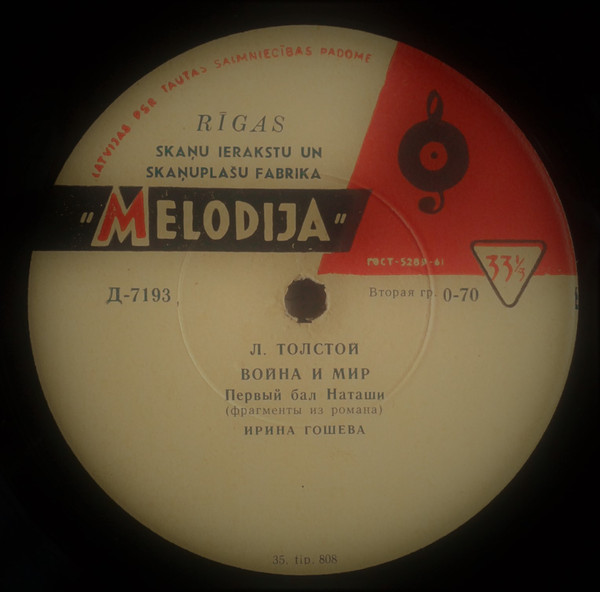 LATVIJAS PSR TAUTAS SAIMNIECĪBAS PADOME
RĪGAS
SKAŅU IERAKSTU UN
SKAŅUPLAŠU FABRIKA
"MELODIJA"
ГОСТ-5289-61
33⅓
Д-7193
Вторая гр. 0-70
Л. ТОЛСТОЙ
ВОЙНА И МИР
Первый бал Наташи
(фрагменты из романа)
ИРИНА ГОШЕВА
35. tip. 808